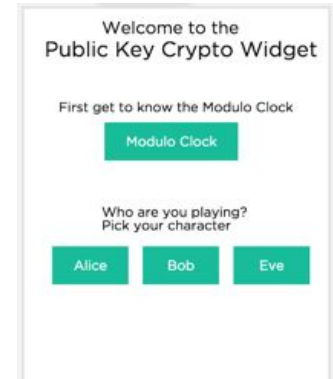 Welcome to the
Public Key Crypto Widget
First get to know the Modulo Clock
Modulo Clock
Who are you playing?
Pick your character
Alice Bob Eve